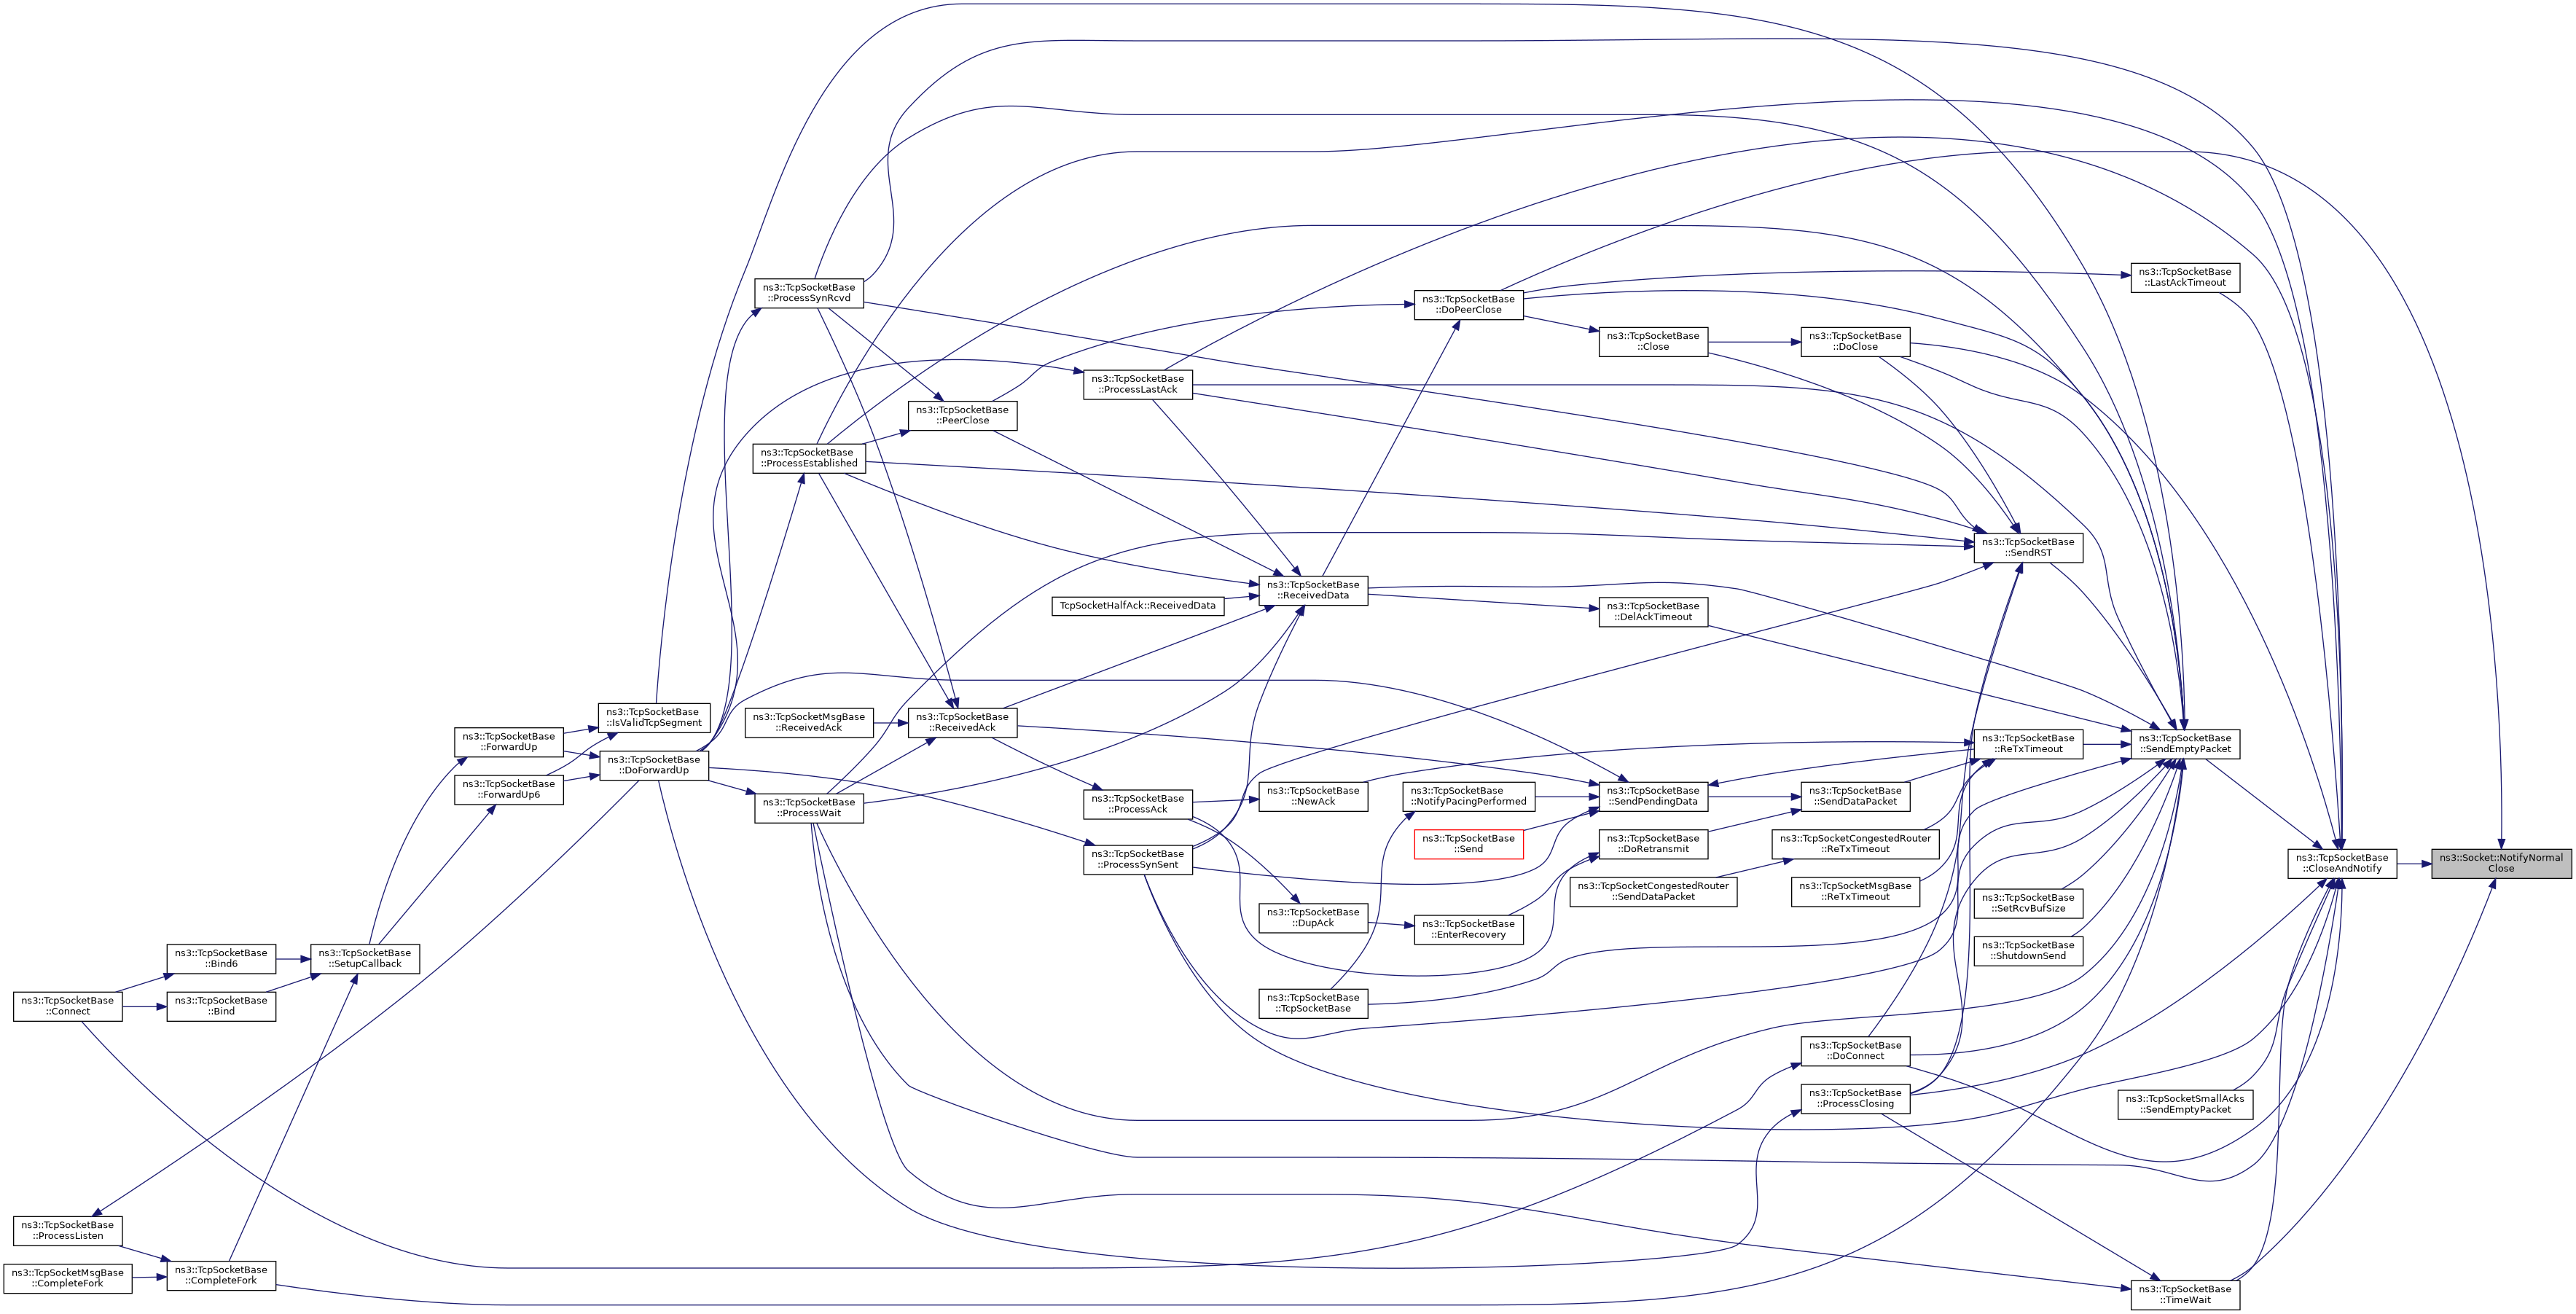 ns3::TcpSocketBase
::LastAckTimeout
ns3::TcpSocketBase
::ProcessSynRcvd
ns3::TcpSocketBase
::DoPeerClose
ns3::TcpSocketBase
::Close
ns3::TcpSocketBase
::DoClose
ns3::TcpSocketBase
::ProcessLastAck
ns3::TcpSocketBase
::PeerClose
ns3::TcpSocketBase
::ProcessEstablished
ns3::TcpSocketBase
::SendRST
ns3::TcpSocketBase
::ReceivedData
TcpSocketHalfAck::ReceivedData
ns3::TcpSocketBase
::DelAckTimeout
ns3::TcpSocketBase
::IsValidTcpSegment
ns3::TcpSocketMsgBase
::ReceivedAck
ns3::TcpSocketBase
::ReceivedAck
ns3::TcpSocketBase
::ForwardUp
ns3::TcpSocketBase
::ReTxTimeout
ns3::TcpSocketBase
::SendEmptyPacket
ns3::TcpSocketBase
::DoForwardUp
ns3::TcpSocketBase
::ForwardUp6
ns3::TcpSocketBase
::ProcessWait
ns3::TcpSocketBase
::ProcessAck
ns3::TcpSocketBase
::NewAck
ns3::TcpSocketBase
::NotifyPacingPerformed
ns3::TcpSocketBase
::SendPendingData
ns3::TcpSocketBase
::SendDataPacket
ns3::TcpSocketBase
::Send
ns3::TcpSocketBase
::DoRetransmit
ns3::TcpSocketCongestedRouter
::ReTxTimeout
ns3::TcpSocketBase
::ProcessSynSent
ns3::TcpSocketBase
::CloseAndNotify
ns3::Socket::NotifyNormal
Close
ns3::TcpSocketCongestedRouter
::SendDataPacket
ns3::TcpSocketMsgBase
::ReTxTimeout
ns3::TcpSocketBase
::SetRcvBufSize
ns3::TcpSocketBase
::DupAck
ns3::TcpSocketBase
::EnterRecovery
ns3::TcpSocketBase
::ShutdownSend
ns3::TcpSocketBase
::Bind6
ns3::TcpSocketBase
::SetupCallback
ns3::TcpSocketBase
::Connect
ns3::TcpSocketBase
::Bind
ns3::TcpSocketBase
::TcpSocketBase
ns3::TcpSocketBase
::DoConnect
ns3::TcpSocketBase
::ProcessClosing
ns3::TcpSocketSmallAcks
::SendEmptyPacket
ns3::TcpSocketBase
::ProcessListen
ns3::TcpSocketMsgBase
::CompleteFork
ns3::TcpSocketBase
::CompleteFork
ns3::TcpSocketBase
::TimeWait